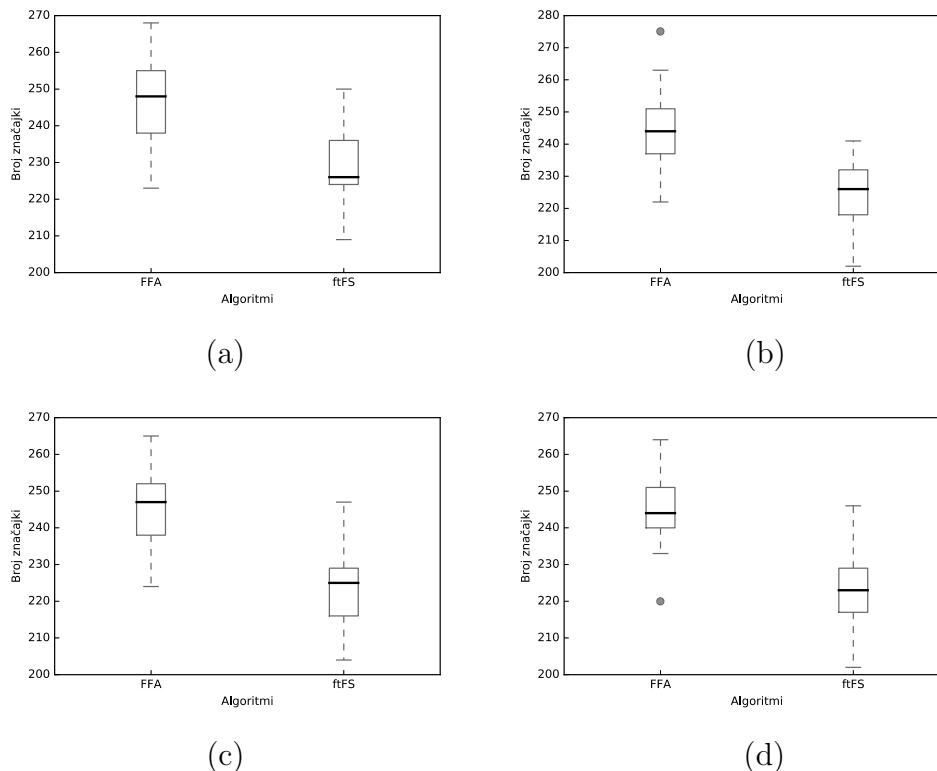 270
260
250
240
230
220
210
200
Broj značajki
FFA
ftFS
Algoritmi
(a)
280
270
260
250
240
230
220
210
200
Broj značajki
FFA
ftFS
Algoritmi
(b)
270
260
250
240
230
220
210
200
Broj značajki
FFA
ftFS
Algoritmi
(c)
270
260
250
240
230
220
210
200
Broj značajki
FFA
ftFS
Algoritmi
(d)